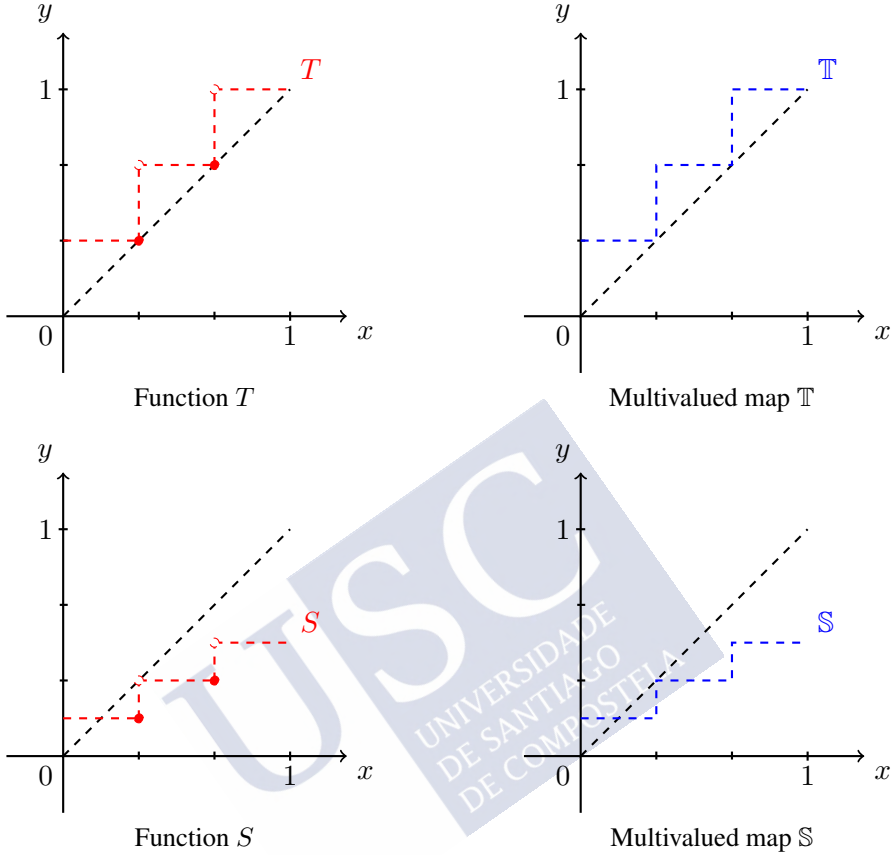 y
y
T
𝕋
1
1
0
1
x
0
1
x
Function T
Multivalued map 𝕋
y
y
1
1
S
𝕊
0
1
x
0
1
x
Function S
Multivalued map 𝕊
USC
UNIVERSIDADE
DE SANTIAGO
DE COMPOSTELA